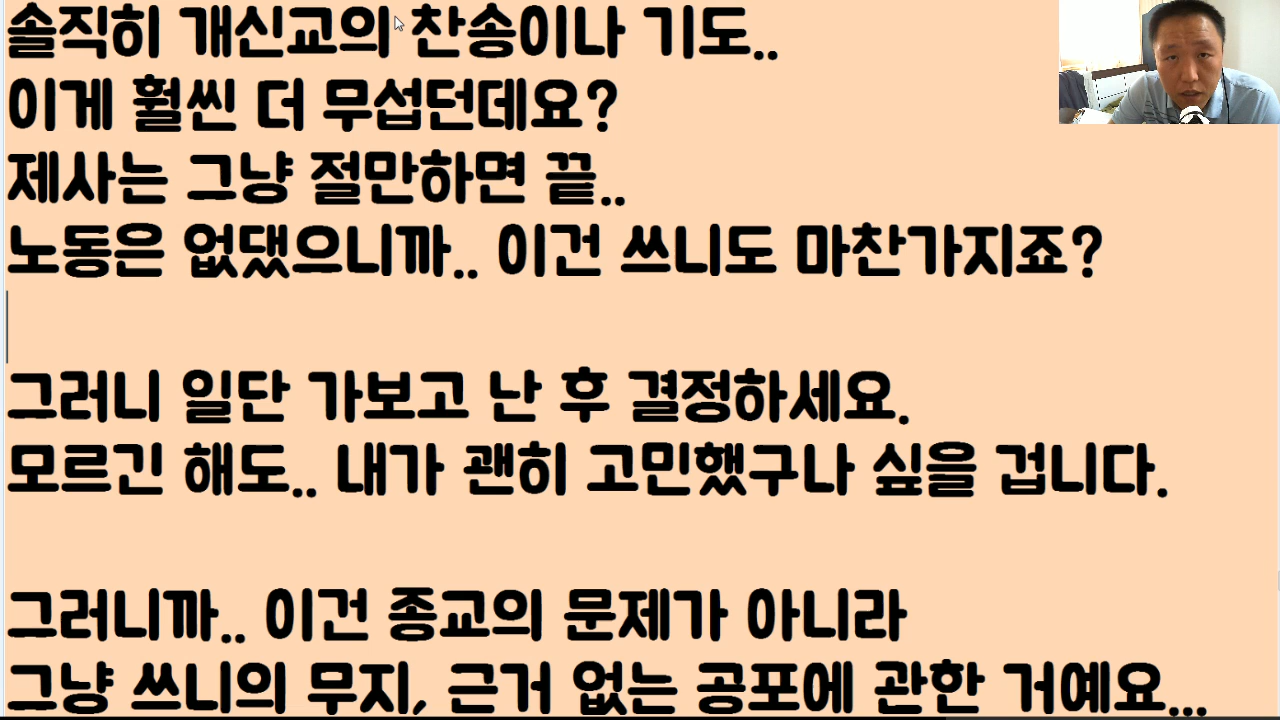 솔직히 개신교의 찬송이나 기도..
이게 훨씬 더 무섭던데요?
제사는 그냥 절만하면 끝..
노동은 없댔으니까.. 이건 쓰니도 마찬가지죠?
그러니 일단 가보고 난 후 결정하세요.
모르긴 해도.. 내가 괜히 고민했구나 싶을 겁니다.
그러니까.. 이건 종교의 문제가 아니라
그냥 쓰니의 무지, 근거 없는 공포에 관한 거예요...